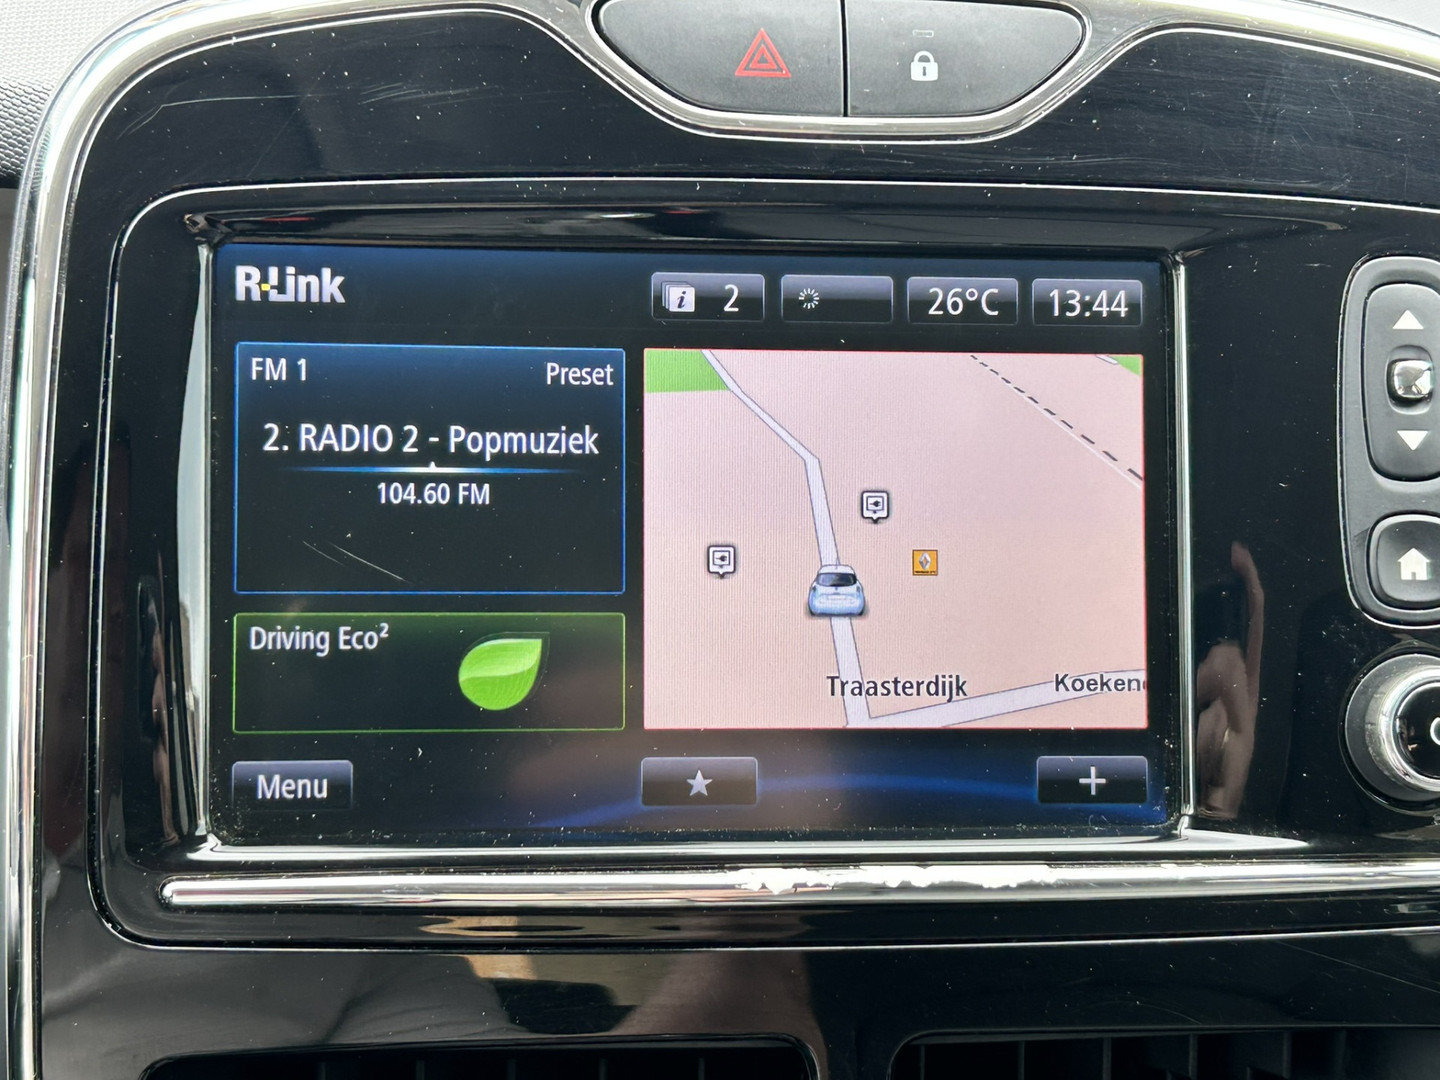 R-Link
2
26°C
13:44
FM 1
Preset
2. RADIO 2 - Popmuziek
104.60 FM
Driving Eco²
Traasterdijk
Koeken
Menu